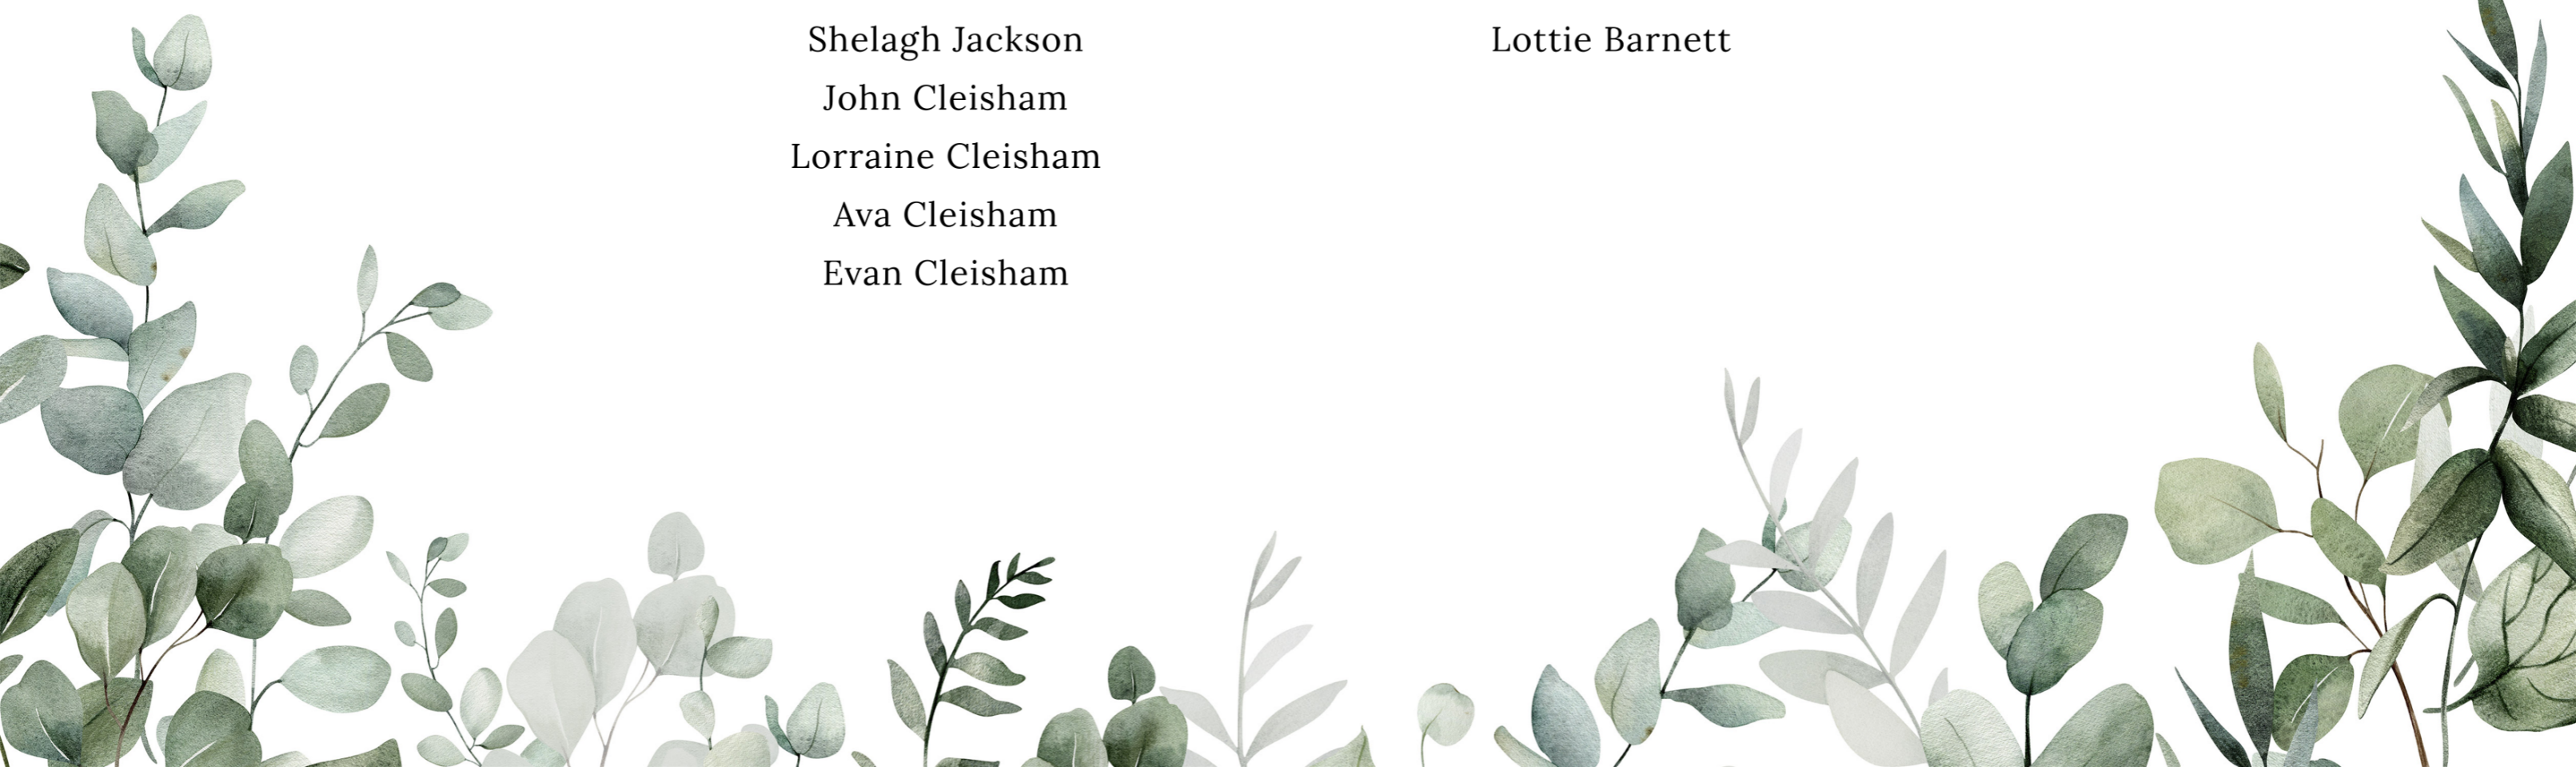 Shelagh Jackson
John Cleisham
Lorraine Cleisham
Ava Cleisham
Evan Cleisham
Lottie Barnett